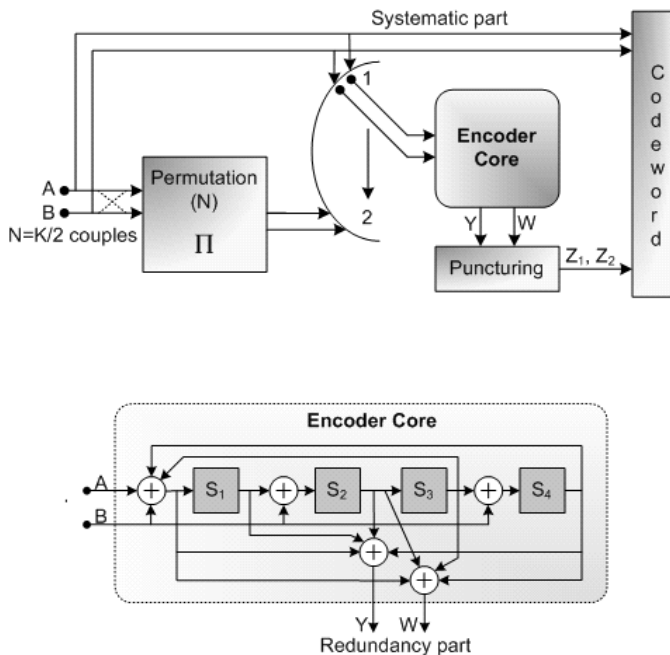 Systematic part
1
Encoder
Core
Codeword
A
B
Permutation
(N)
Π
N=K/2 couples
2
Y
W
Puncturing
Z₁, Z₂
Encoder Core
A
B
S₁
S₂
S₃
S₄
Y
W
Redundancy part